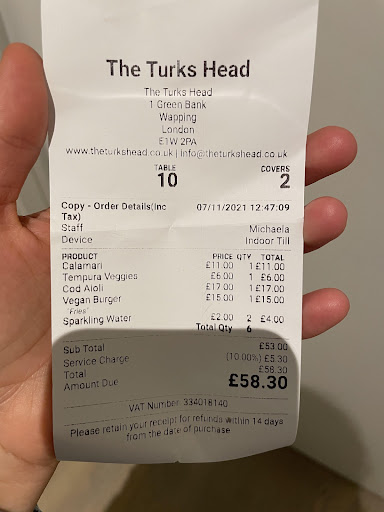 The Turks Head
The Turks Head
1 Green Bank
Wapping
London
E1W 2PA
www.theturkshead.co.uk | info@theturkshead.co.uk
TABLE COVERS
10 2
Copy - Order Details(Inc Tax) 07/11/2021 12:47:09
Staff Michaela
Device Indoor Till
PRODUCT PRICE QTY TOTAL
Calamari £11.00 1 £11.00
Tempura Veggies £6.00 1 £6.00
Cod Aioli £17.00 1 £17.00
Vegan Burger £15.00 1 £15.00
"Fries"
Sparkling Water £2.00 2 £4.00
Total Qty 6
Sub Total £53.00
Service Charge (10.00%) £5.30
Total £58.30
Amount Due £58.30
VAT Number 334018140
Please retain your receipt for refunds within 14 days
from the date of purchase